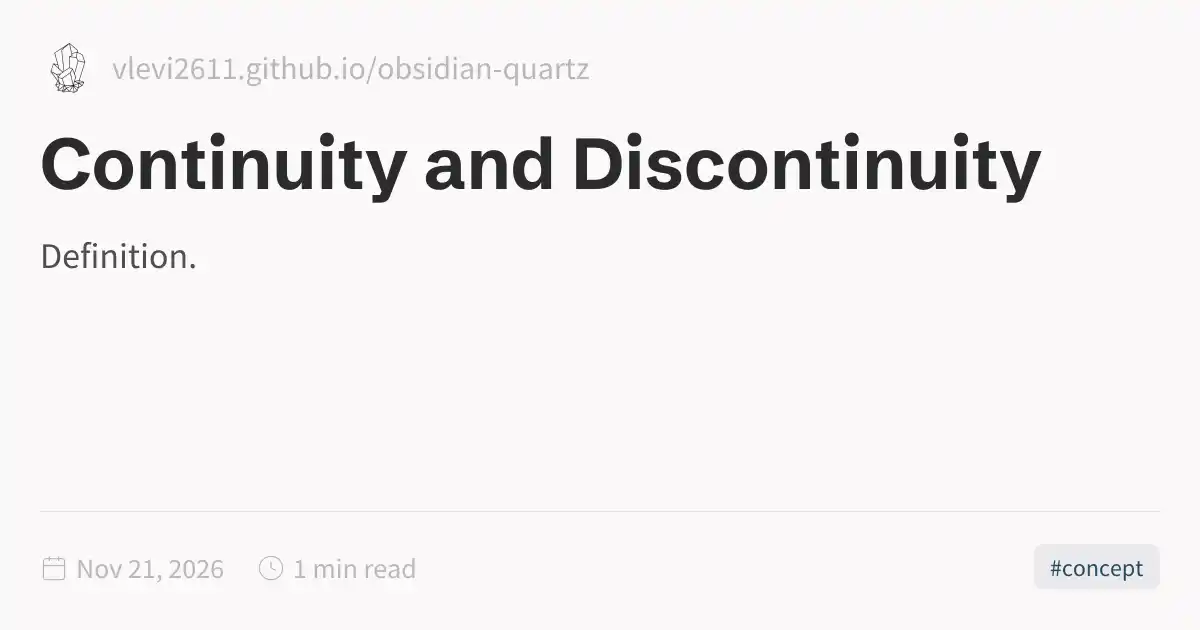 vlevi2611.github.io/obsidian-quartz
Continuity and Discontinuity
Definition.
Nov 21, 2026 1 min read #concept